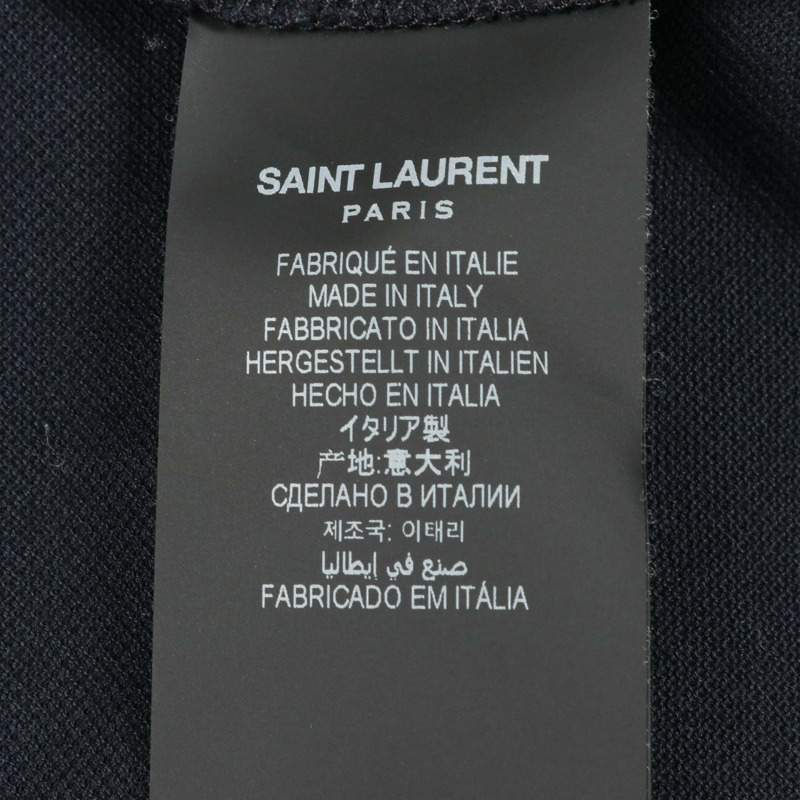 SAINT LAURENT
PARIS
FABRIQUÉ EN ITALIE
MADE IN ITALY
FABBRICATO IN ITALIA
HERGESTELLT IN ITALIEN
HECHO EN ITALIA
イタリア製
产地:意大利
СДЕЛАНО В ИТАЛИИ
제조국: 이태리
صنع في إيطاليا
FABRICADO EM ITÁLIA